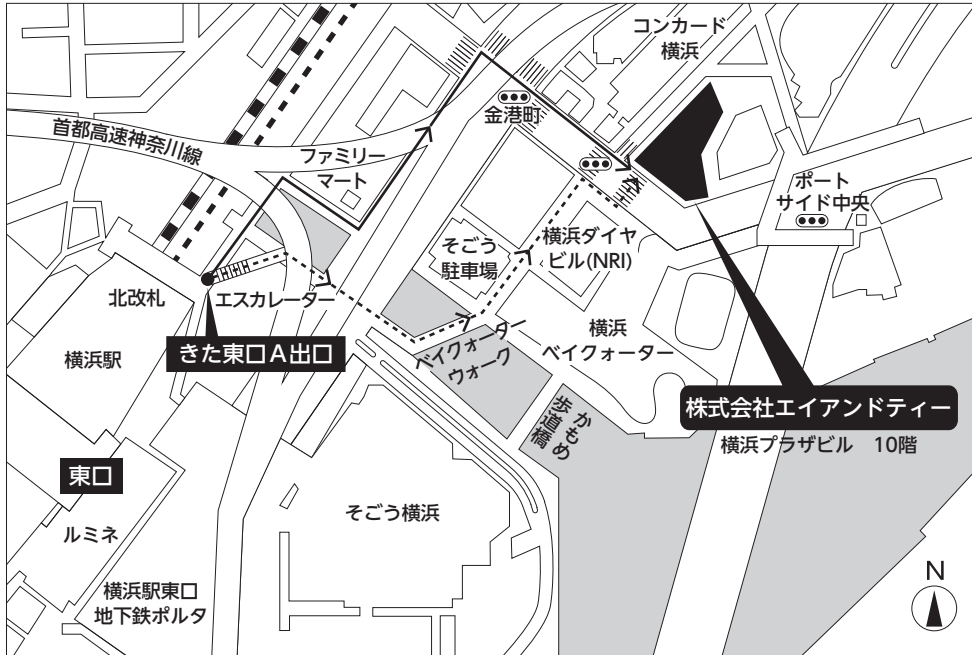 コンカード
横浜
金港町
首都高速神奈川線
ファミリー
マート
ポート
サイド中央
そごう
駐車場
横浜ダイヤ
ビル(NRI)
北改札
エスカレーター
横浜駅
きた東口A出口
ベイクォーター
ウォーク
横浜
ベイクォーター
かもめ
歩道橋
株式会社エイアンドティー
横浜プラザビル　10階
東口
ルミネ
そごう横浜
横浜駅東口
地下鉄ポルタ
N